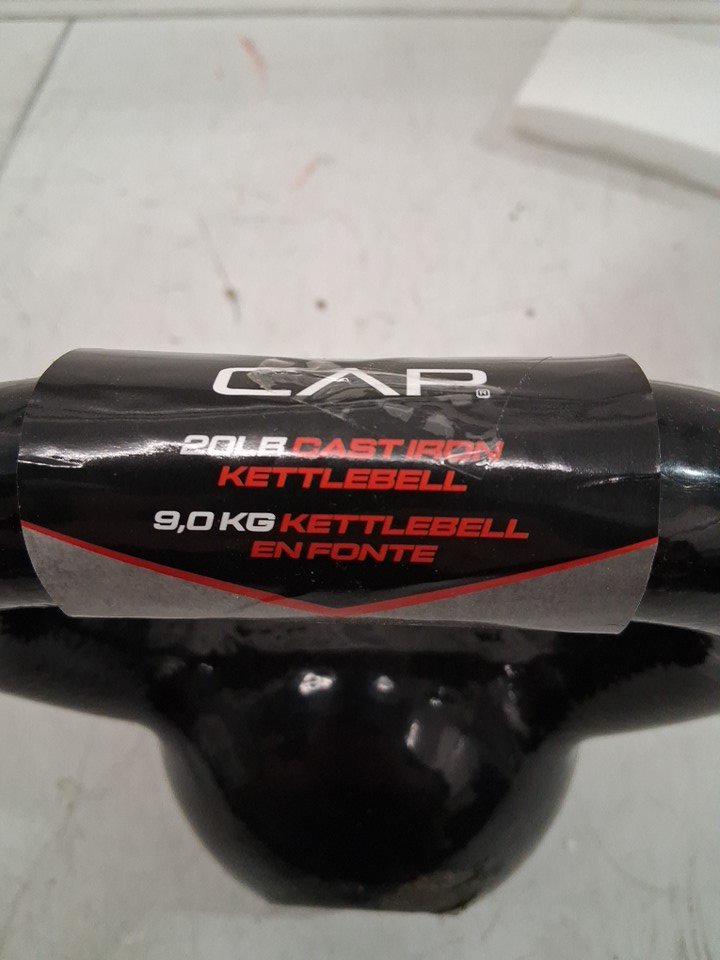 CAP®
20LB CAST IRON
KETTLEBELL
9,0 KG KETTLEBELL
EN FONTE